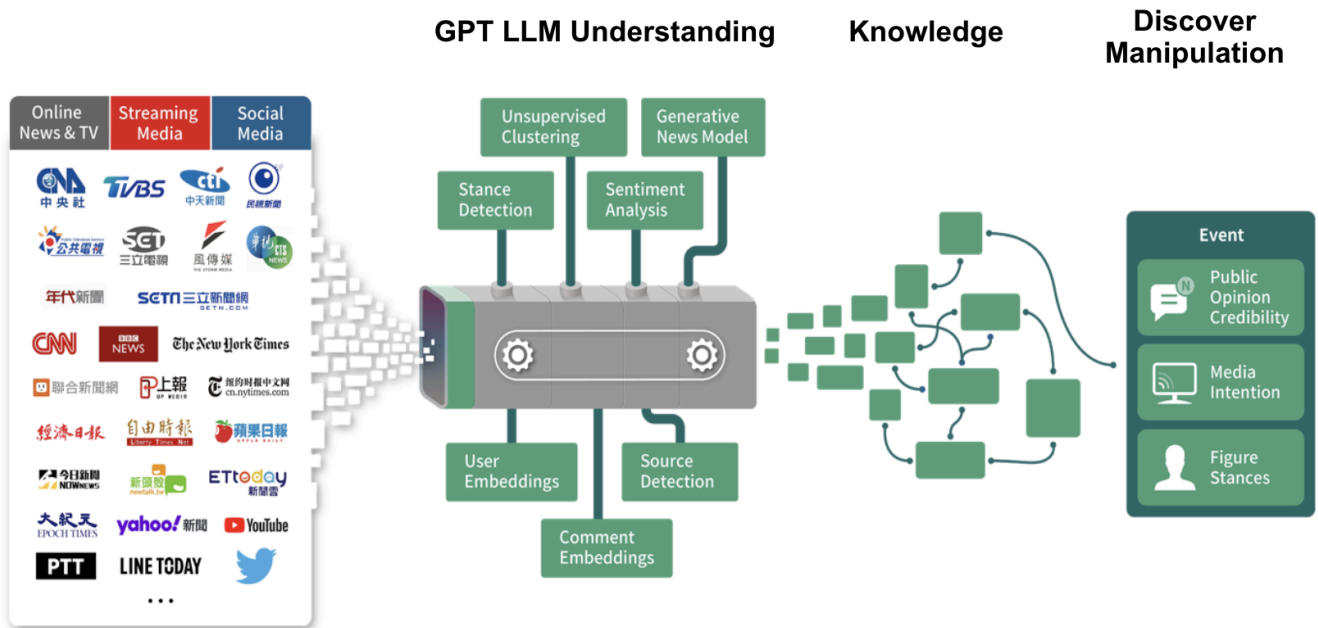 GPT LLM Understanding
Knowledge
Discover
Manipulation
Online
News & TV
Streaming
Media
Social
Media
CNA
中央社
TVBS
cti
中天新聞
民視新聞
公共電視
SET
三立電視
風傳媒
THE STORM MEDIA
華視
CTS
NEWS
年代新聞
SETN三立新聞網
SETN.COM
CNN
BBC
NEWS
The New York Times
聯合新聞網
上報
UP MEDIA
纽约时报中文网
cn.nytimes.com
經濟日報
自由時報
Liberty Times Net
蘋果日報
APPLE DAILY
今日新聞
NOWNEWS
新頭殼
newtalk.tw
ETtoday
新聞雲
大紀元
EPOCH TIMES
yahoo!新聞
YouTube
PTT
LINE TODAY
...
Unsupervised
Clustering
Generative
News Model
Stance
Detection
Sentiment
Analysis
User
Embeddings
Source
Detection
Comment
Embeddings
Event
N
Public
Opinion
Credibility
Media
Intention
Figure
Stances